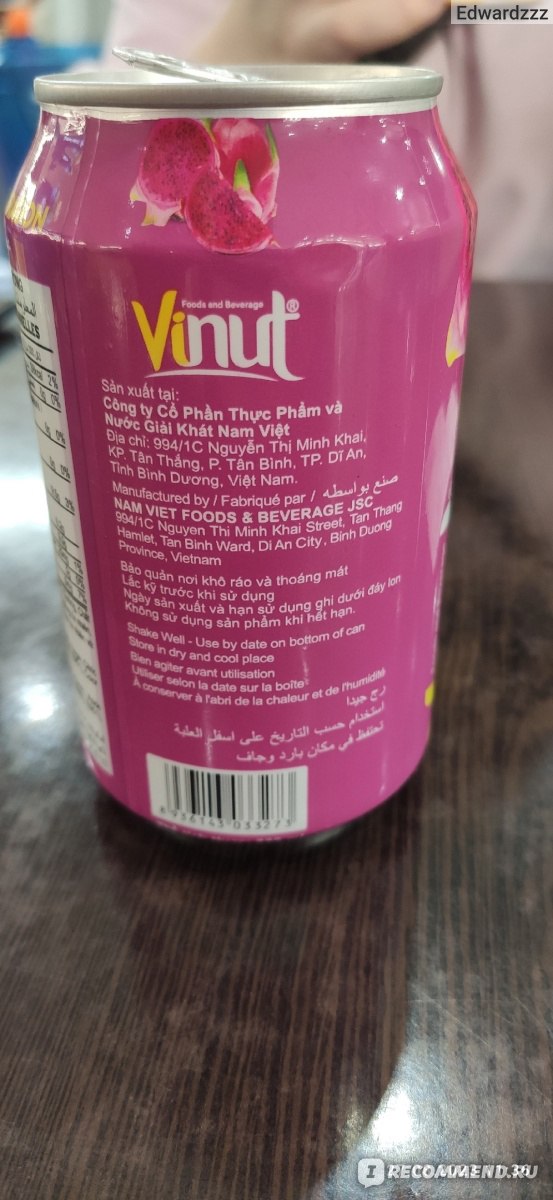 Edwardzzz
Foods and Beverage
Vinut®
Sản xuất tại:
Công ty Cổ Phần Thực Phẩm và
Nước Giải Khát Nam Việt
Địa chỉ: 994/1C Nguyễn Thị Minh Khai,
KP. Tân Thắng, P. Tân Bình, TP. Dĩ An,
Tỉnh Bình Dương, Việt Nam.
Manufactured by / Fabriqué par / صنع بواسطه
NAM VIET FOODS & BEVERAGE JSC
994/1C Nguyen Thi Minh Khai Street, Tan Thang
Hamlet, Tan Binh Ward, Di An City, Binh Duong
Province, Vietnam
Bảo quản nơi khô ráo và thoáng mát
Lắc kỹ trước khi sử dụng
Ngày sản xuất và hạn sử dụng ghi dưới đáy lon
Không sử dụng sản phẩm khi hết hạn.
Shake Well - Use by date on bottom of can
Store in dry and cool place
Bien agiter avant utilisation
Utiliser selon la date sur la boîte
À conserver à l'abri de la chaleur et de l'humidité
رج جيدا
استخدام حسب التاريخ على اسفل العلبة
تحتفظ في مكان بارد وجاف
8 936143 033273
IRECOMMEND.RU